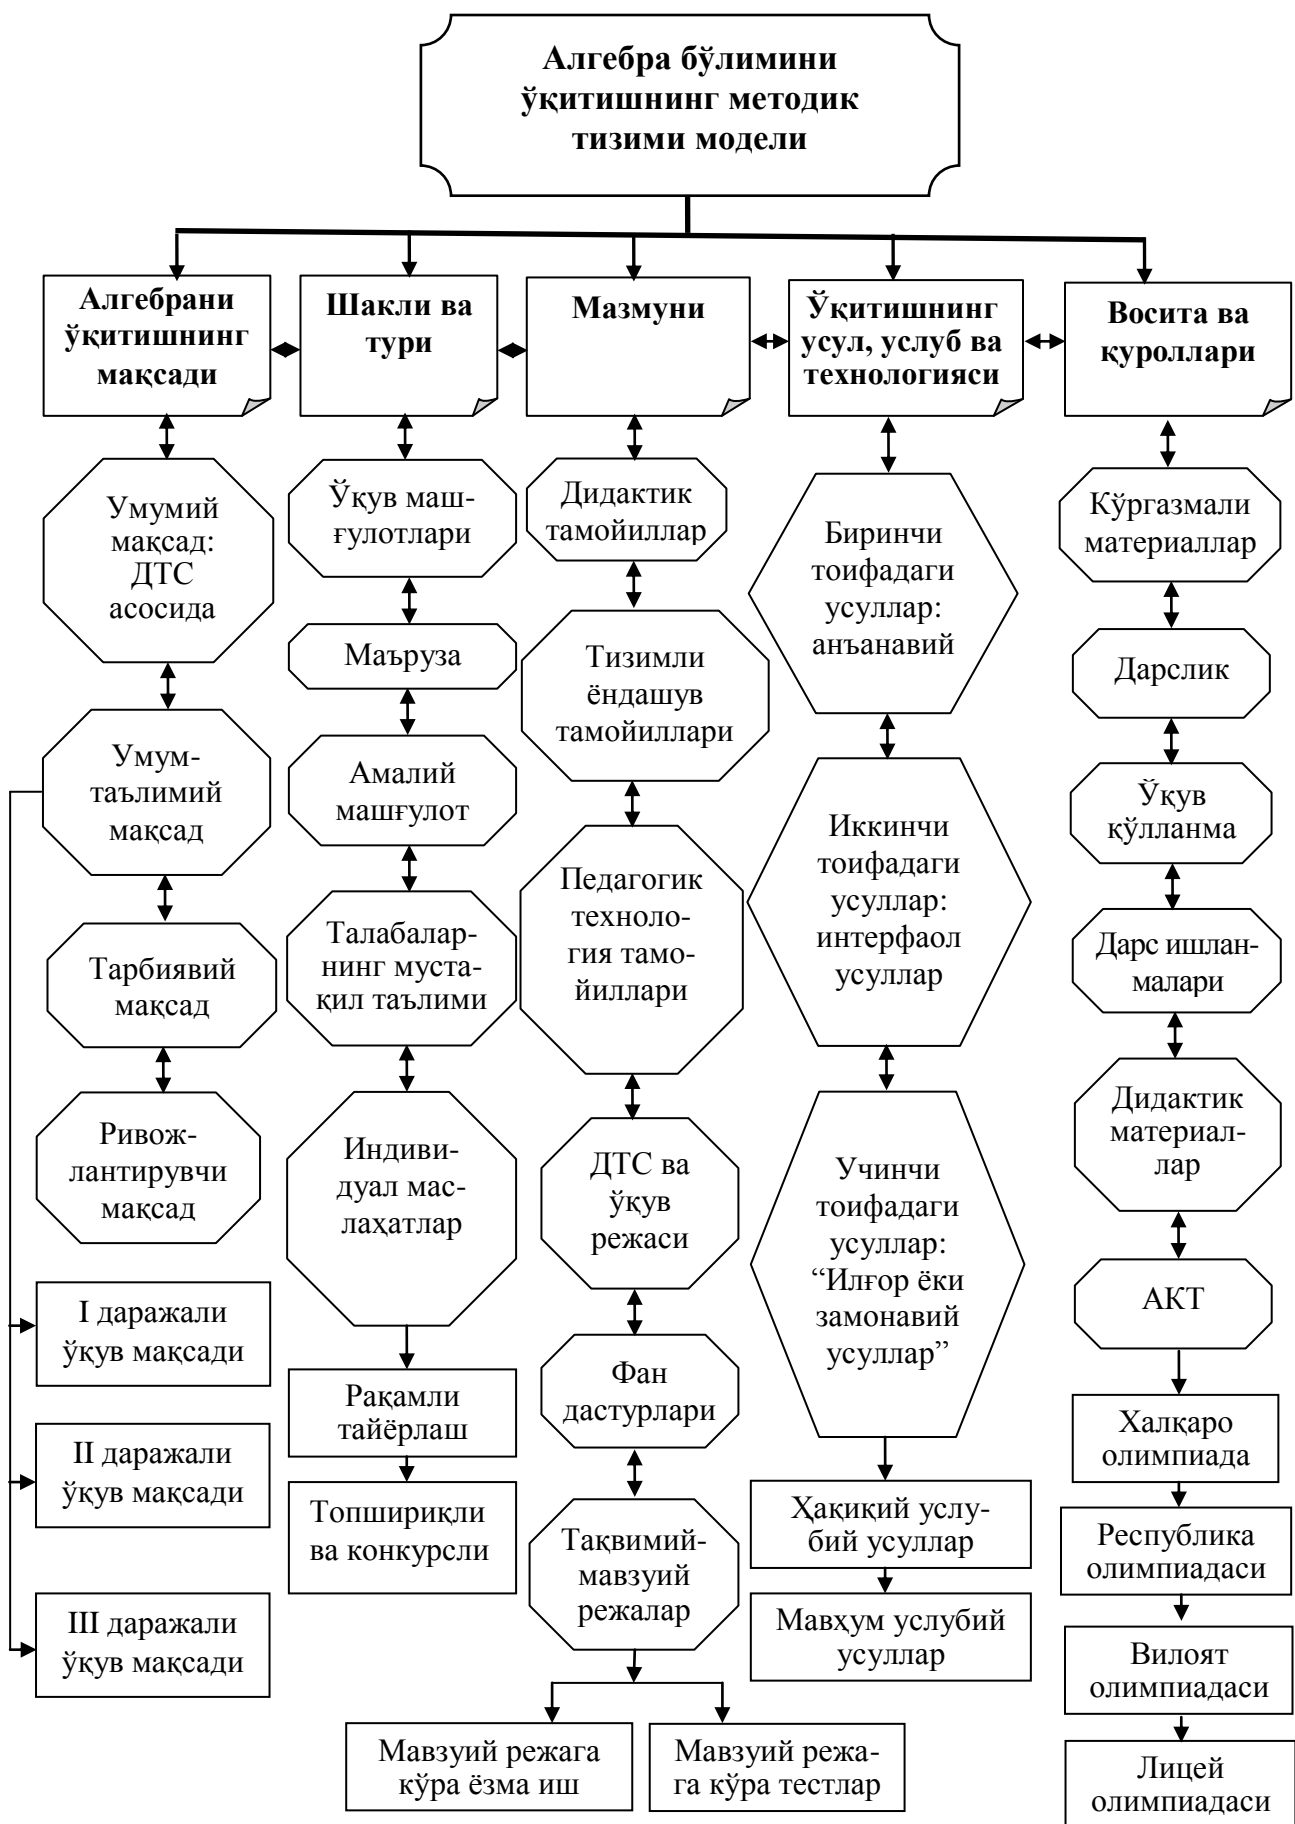 Алгебра бўлимини
ўқитишнинг методик
тизими модели
Алгебрани
ўқитишнинг
мақсади
Шакли ва
тури
Мазмуни
Ўқитишнинг
усул, услуб ва
технологияси
Восита ва
қуроллари
Умумий
мақсад:
ДТС
асосида
Умум-
таълимий
мақсад
Тарбиявий
мақсад
Ривож-
лантирувчи
мақсад
I даражали
ўқув мақсади
II даражали
ўқув мақсади
III даражали
ўқув мақсади
Ўқув маш-
ғулотлари
Маъруза
Амалий
машғулот
Талабалар-
нинг муста-
қил таълими
Индиви-
дуал мас-
лаҳатлар
Рақамли
тайёрлаш
Топшириқли
ва конкурсли
Дидактик
тамойиллар
Тизимли
ёндашув
тамойиллари
Педагогик
техноло-
гия тамо-
йиллари
ДТС ва
ўқув
режаси
Фан
дастурлари
Тақвимий-
мавзуий
режалар
Мавзуий режага
кўра ёзма иш
Мавзуий режа-
га кўра тестлар
Биринчи
тоифадаги
усуллар:
анъанавий
Иккинчи
тоифадаги
усуллар:
интерфаол
усуллар
Учинчи
тоифадаги
усуллар:
“Илғор ёки
замонавий
усуллар”
Ҳақиқий услу-
бий усуллар
Мавҳум услубий
усуллар
Кўргазмали
материаллар
Дарслик
Ўқув
қўлланма
Дарс ишлан-
малари
Дидактик
материал-
лар
АКТ
Халқаро
олимпиада
Республика
олимпиадаси
Вилоят
олимпиадаси
Лицей
олимпиадаси